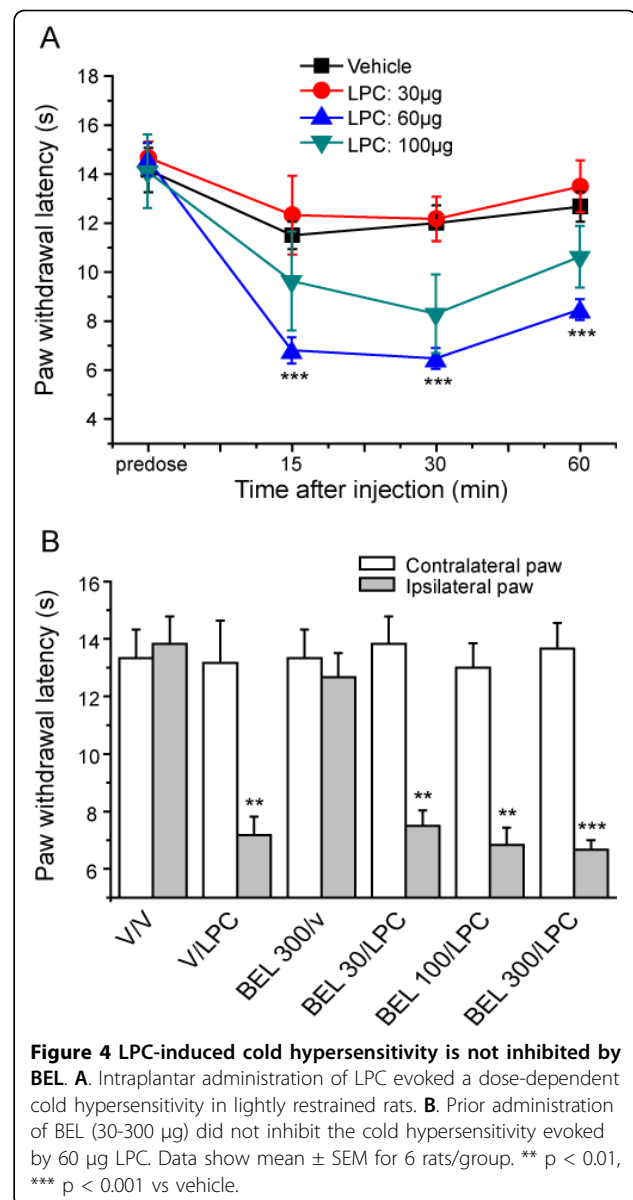 A
Vehicle
LPC: 30µg
LPC: 60µg
LPC: 100µg
Paw withdrawal latency (s)
18
16
14
12
10
8
6
4
***
***
***
predose
15
30
60
Time after injection (min)
B
Contralateral paw
Ipsilateral paw
Paw withdrawal latency (s)
16
14
12
10
8
6
**
**
**
***
V/V
V/LPC
BEL 300/v
BEL 30/LPC
BEL 100/LPC
BEL 300/LPC
Figure 4 LPC-induced cold hypersensitivity is not inhibited by
BEL. A. Intraplantar administration of LPC evoked a dose-dependent
cold hypersensitivity in lightly restrained rats. B. Prior administration
of BEL (30-300 µg) did not inhibit the cold hypersensitivity evoked
by 60 µg LPC. Data show mean ± SEM for 6 rats/group. ** p < 0.01,
*** p < 0.001 vs vehicle.